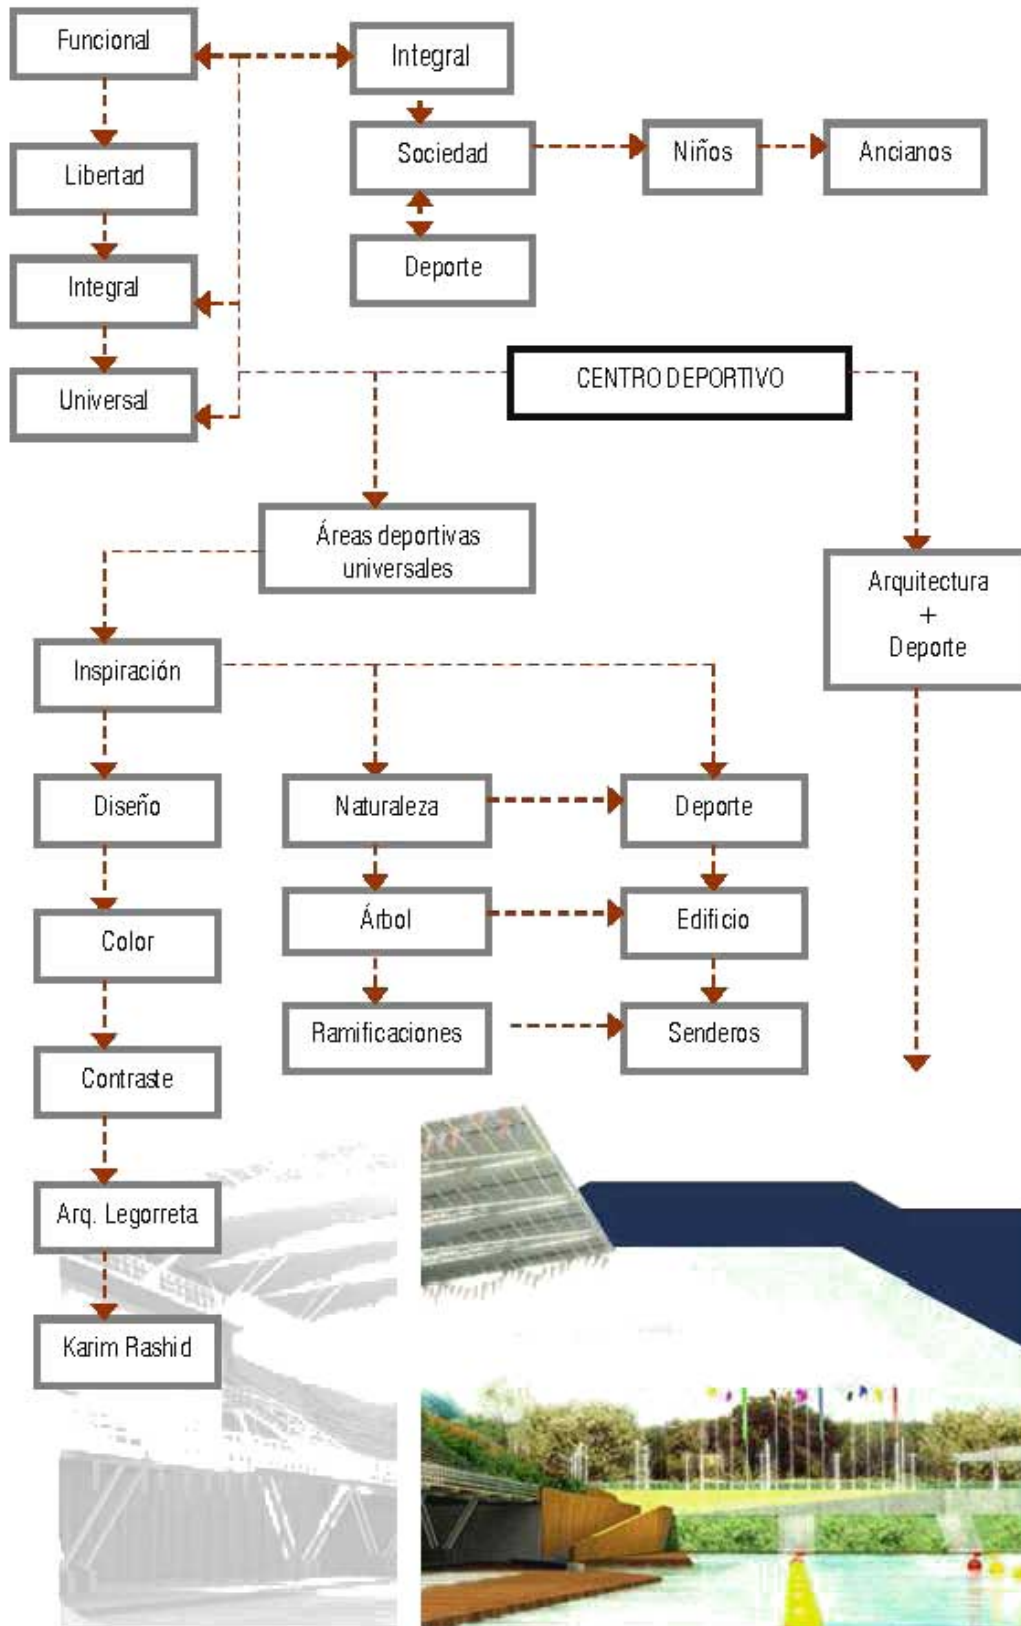 Funcional
Integral
Sociedad
Niños
Ancianos
Libertad
Deporte
Integral
Universal
CENTRO DEPORTIVO
Áreas deportivas
universales
Arquitectura
+
Deporte
Inspiración
Diseño
Naturaleza
Deporte
Color
Árbol
Edificio
Ramificaciones
Senderos
Contraste
Arq. Legorreta
Karim Rashid